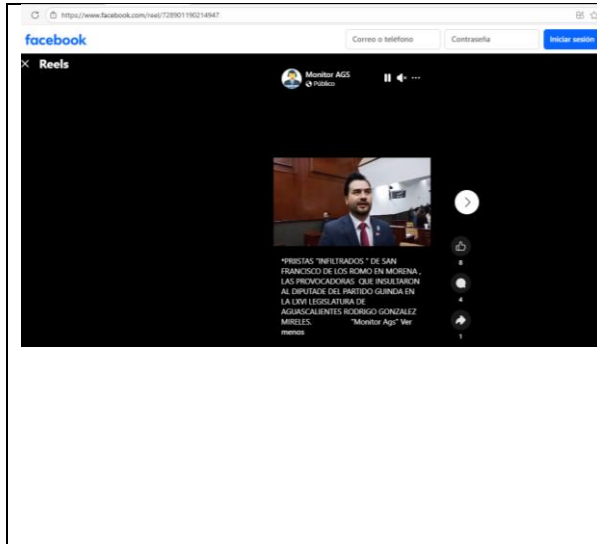 https://www.facebook.com/reel/728901190214947
facebook
Correo o teléfono
Contraseña
Iniciar sesión
× Reels
Monitor AGS
Público
*PRIISTAS "INFILTRADOS " DE SAN
FRANCISCO DE LOS ROMO EN MORENA ,
LAS PROVOCADORAS QUE INSULTARON
AL DIPUTADE DEL PARTIDO GUINDA EN
LA LXVI LEGISLATURA DE
AGUASCALIENTES RODRIGO GONZALEZ
MIRELES. "Monitor Ags" Ver
menos
8
4
1